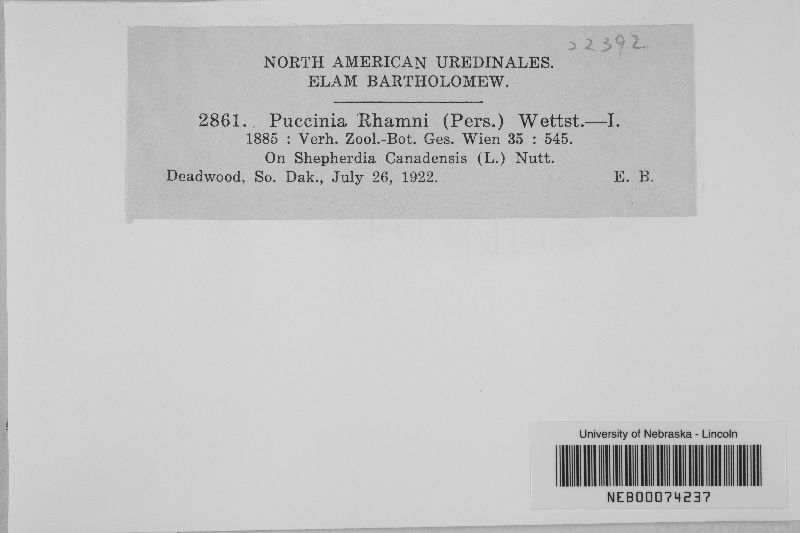 22392
NORTH AMERICAN UREDINALES.
ELAM BARTHOLOMEW.
2861. Puccinia Rhamni (Pers.) Wettst.—I.
1885 : Verh. Zool.-Bot. Ges. Wien 35 : 545.
On Shepherdia Canadensis (L.) Nutt.
Deadwood, So. Dak., July 26, 1922. E. B.
University of Nebraska - Lincoln
NEB00074237